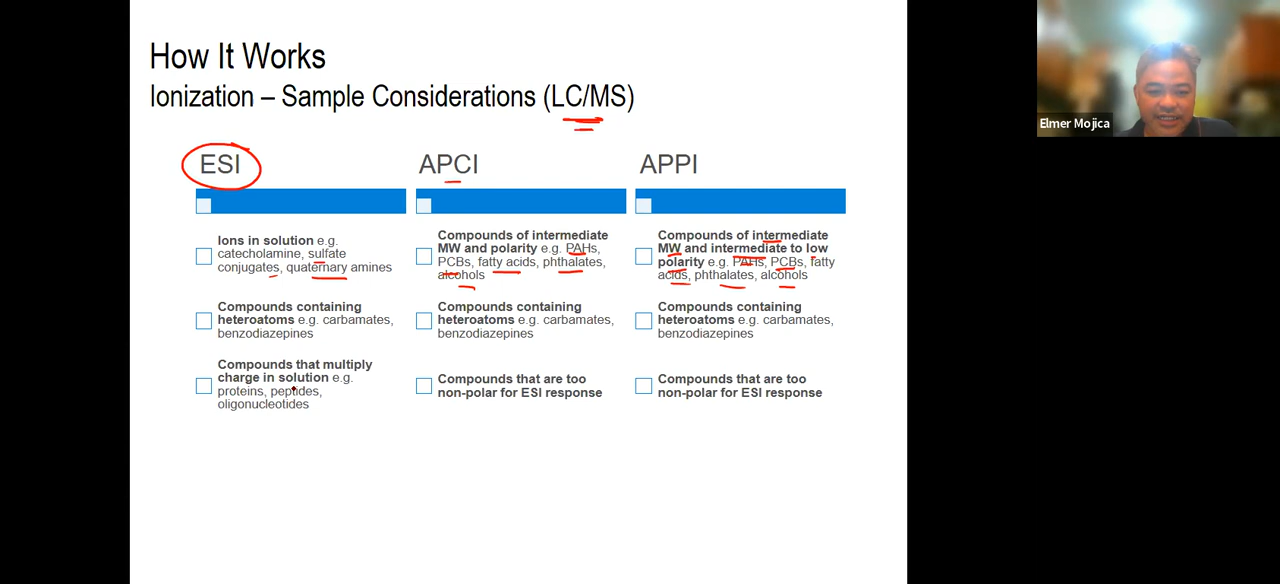 How It Works
Ionization – Sample Considerations (LC/MS)
Elmer Mojica
ESI
Ions in solution e.g.
catecholamine, sulfate
conjugates, quaternary amines
Compounds containing
heteroatoms e.g. carbamates,
benzodiazepines
Compounds that multiply
charge in solution e.g.
proteins, peptides,
oligonucleotides
APCI
Compounds of intermediate
MW and polarity e.g. PAHs,
PCBs, fatty acids, phthalates,
alcohols
Compounds containing
heteroatoms e.g. carbamates,
benzodiazepines
Compounds that are too
non-polar for ESI response
APPI
Compounds of intermediate
MW and intermediate to low
polarity e.g. PAHs, PCBs, fatty
acids, phthalates, alcohols
Compounds containing
heteroatoms e.g. carbamates,
benzodiazepines
Compounds that are too
non-polar for ESI response